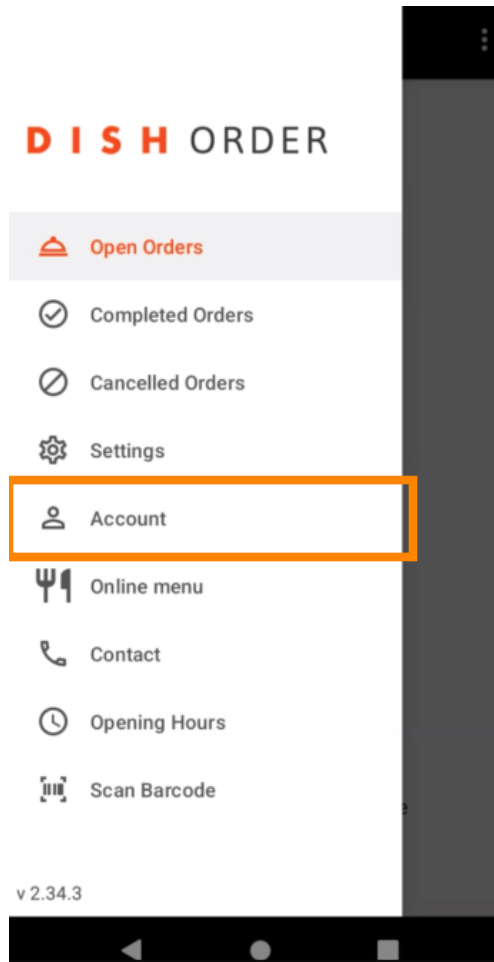 DISH ORDER
Open Orders
Completed Orders
Cancelled Orders
Settings
Account
Online menu
Contact
Opening Hours
Scan Barcode
v 2.34.3